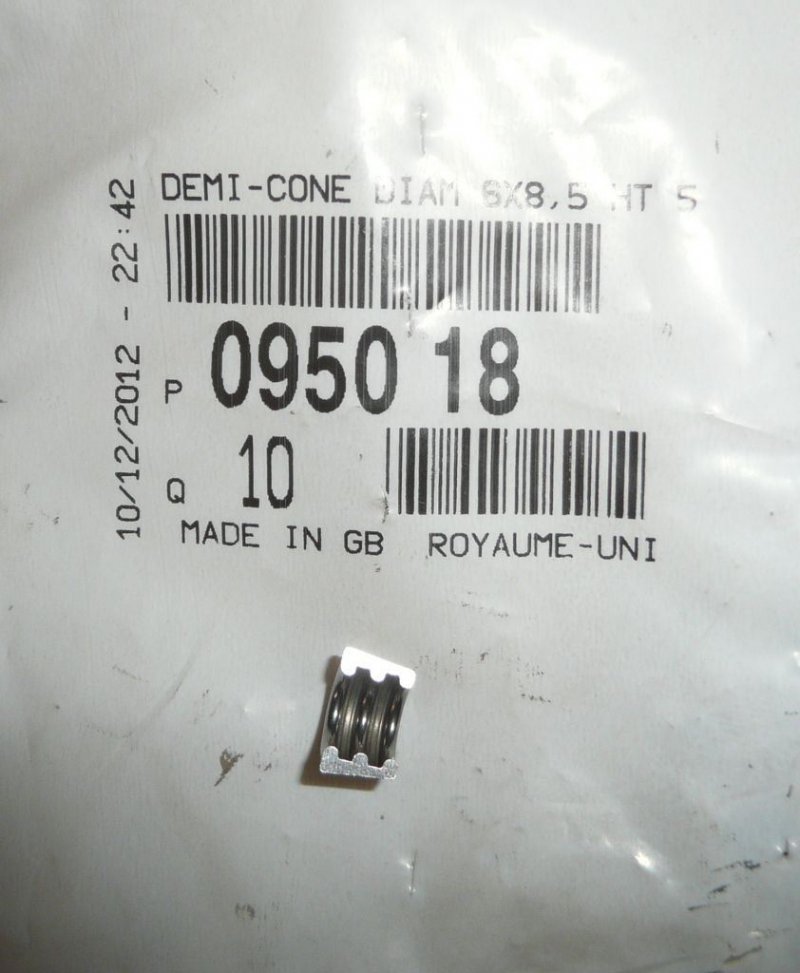 DEMI-CONE DIAM 6X8,5 HT 5
P 0950 18
Q 10
MADE IN GB ROYAUME-UNI
10/12/2012 - 22:42